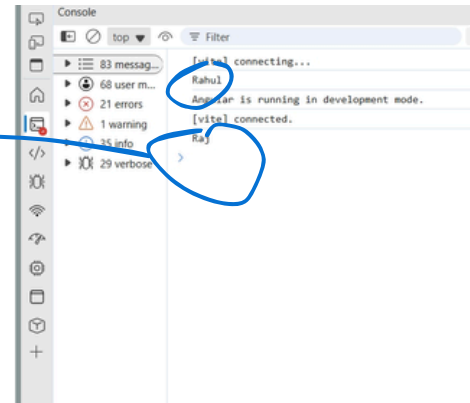 Console
top
Filter
83 messag...
68 user m...
21 errors
1 warning
35 info
29 verbose
[vite] connecting...
Rahul
Angular is running in development mode.
[vite] connected.
Raj